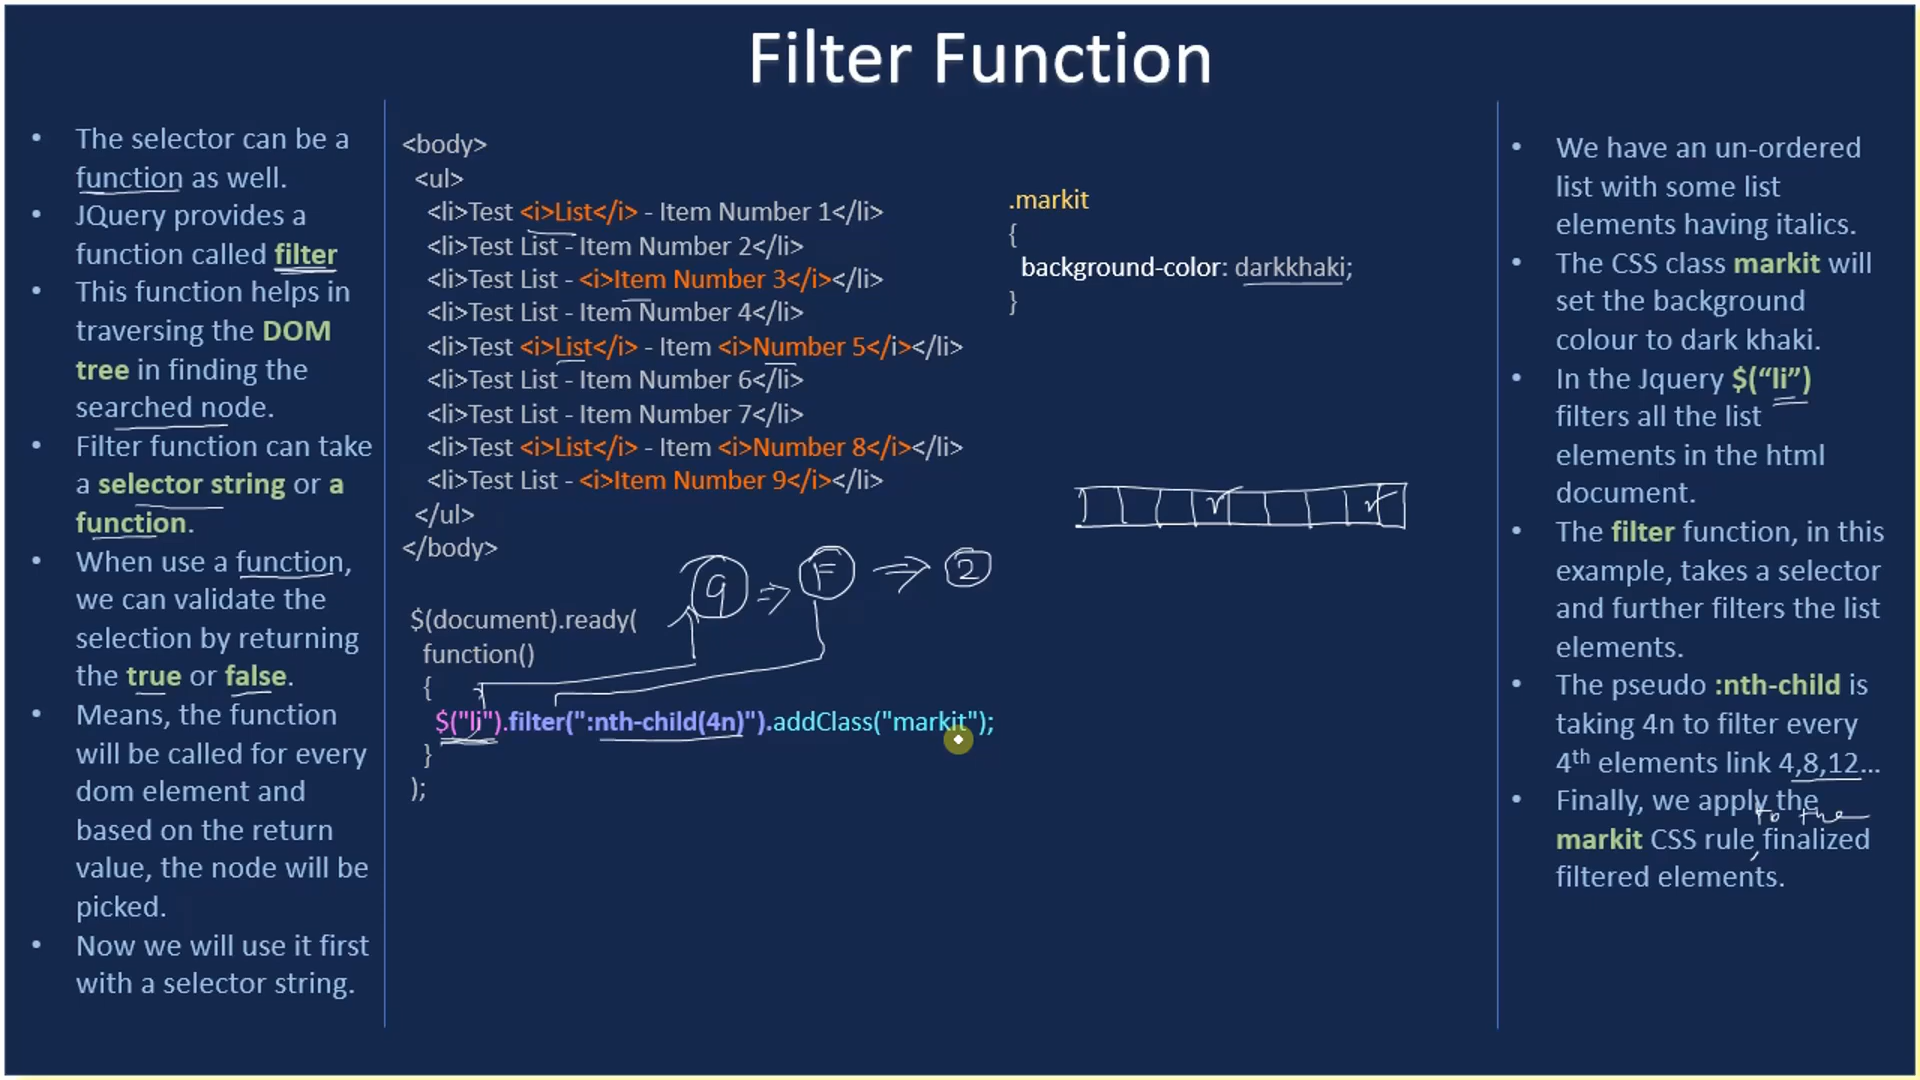 Filter Function
• The selector can be a
function as well.
• JQuery provides a
function called filter
• This function helps in
traversing the DOM
tree in finding the
searched node.
• Filter function can take
a selector string or a
function.
• When use a function,
we can validate the
selection by returning
the true or false.
• Means, the function
will be called for every
dom element and
based on the return
value, the node will be
picked.
• Now we will use it first
with a selector string.
<body>
<ul>
<li>Test <i>List</i> - Item Number 1</li>
<li>Test List - Item Number 2</li>
<li>Test List - <i>Item Number 3</i></li>
<li>Test List - Item Number 4</li>
<li>Test <i>List</i> - Item <i>Number 5</i></li>
<li>Test List - Item Number 6</li>
<li>Test List - Item Number 7</li>
<li>Test <i>List</i> - Item <i>Number 8</i></li>
<li>Test List - <i>Item Number 9</i></li>
</ul>
</body>
9 ⇒ F ⇒ 2
$(document).ready(
function()
{
$("li").filter(":nth-child(4n)").addClass("markit");
}
);
.markit
{
background-color: darkkhaki;
}
• We have an un-ordered
list with some list
elements having italics.
• The CSS class markit will
set the background
colour to dark khaki.
• In the Jquery $(“li”)
filters all the list
elements in the html
document.
• The filter function, in this
example, takes a selector
and further filters the list
elements.
• The pseudo :nth-child is
taking 4n to filter every
4th elements link 4,8,12...
• Finally, we apply the
to the
markit CSS rule, finalized
filtered elements.